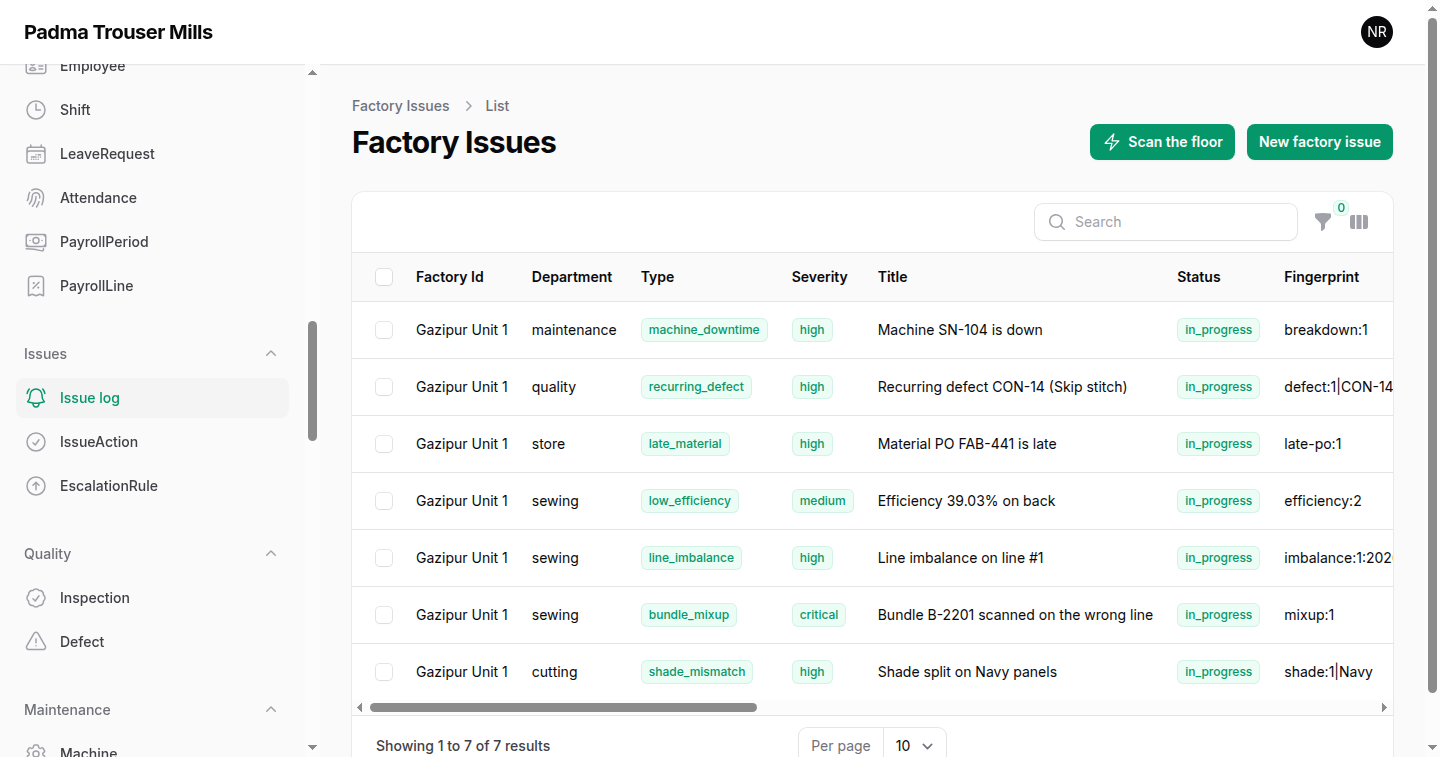 Padma Trouser Mills
NR
Employee
Shift
LeaveRequest
Attendance
PayrollPeriod
PayrollLine
Issues
Issue log
IssueAction
EscalationRule
Quality
Inspection
Defect
Maintenance
Machine
Factory Issues > List
Factory Issues
Scan the floor
New factory issue
Search
0
Factory Id Department Type Severity Title Status Fingerprint
Gazipur Unit 1 maintenance machine_downtime high Machine SN-104 is down in_progress breakdown:1
Gazipur Unit 1 quality recurring_defect high Recurring defect CON-14 (Skip stitch) in_progress defect:1|CON-14
Gazipur Unit 1 store late_material high Material PO FAB-441 is late in_progress late-po:1
Gazipur Unit 1 sewing low_efficiency medium Efficiency 39.03% on back in_progress efficiency:2
Gazipur Unit 1 sewing line_imbalance high Line imbalance on line #1 in_progress imbalance:1:202
Gazipur Unit 1 sewing bundle_mixup critical Bundle B-2201 scanned on the wrong line in_progress mixup:1
Gazipur Unit 1 cutting shade_mismatch high Shade split on Navy panels in_progress shade:1|Navy
Showing 1 to 7 of 7 results
Per page 10